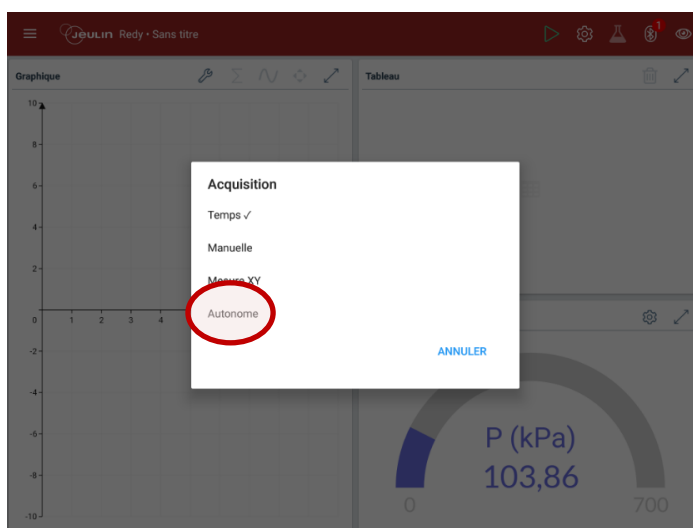 Jeulin Redy • Sans titre
1
Graphique
Tableau
10
8
6
4
2
0 1 2 3 4
-2
-4
-6
-8
-10
Acquisition
Temps ✓
Manuelle
Mesure XY
Autonome
ANNULER
P (kPa)
103,86
0
700